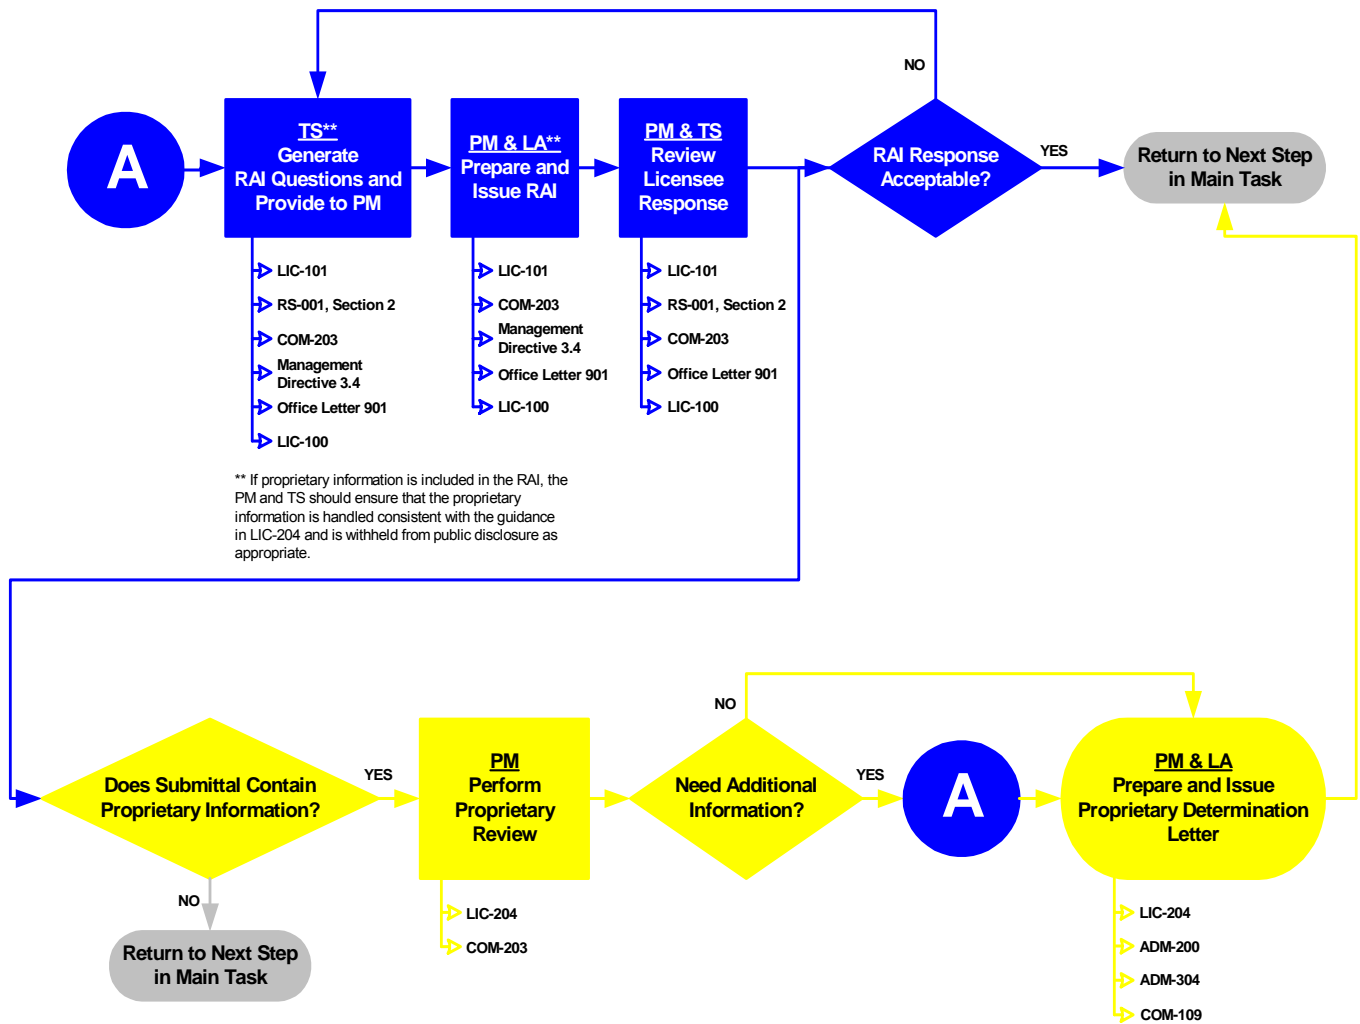 NO
A
TS**
Generate
RAI Questions and
Provide to PM
PM & LA**
Prepare and
Issue RAI
PM & TS
Review
Licensee
Response
RAI Response
Acceptable?
YES
Return to Next Step
in Main Task
LIC-101
RS-001, Section 2
COM-203
Management
Directive 3.4
Office Letter 901
LIC-100
LIC-101
COM-203
Management
Directive 3.4
Office Letter 901
LIC-100
LIC-101
RS-001, Section 2
COM-203
Office Letter 901
LIC-100
** If proprietary information is included in the RAI, the
PM and TS should ensure that the proprietary
information is handled consistent with the guidance
in LIC-204 and is withheld from public disclosure as
appropriate.
Does Submittal Contain
Proprietary Information?
YES
NO
Return to Next Step
in Main Task
PM
Perform
Proprietary
Review
LIC-204
COM-203
Need Additional
Information?
NO
YES
A
PM & LA
Prepare and Issue
Proprietary Determination
Letter
LIC-204
ADM-200
ADM-304
COM-109